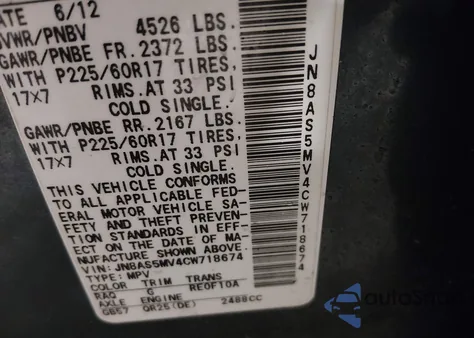 ATE 6/12
VWR/PNBV 4526 LBS.
GAWR/PNBE FR. 2372 LBS.
WITH P225/60R17 TIRES,
17x7 RIMS.AT 33 PSI
COLD SINGLE.
GAWR/PNBE RR. 2167 LBS.
WITH P225/60R17 TIRES,
17x7 RIMS.AT 33 PSI
COLD SINGLE.
THIS VEHICLE CONFORMS
TO ALL APPLICABLE FED-
ERAL MOTOR VEHICLE SA-
FETY AND THEFT PREVEN-
TION STANDARDS IN EFF-
ECT ON THE DATE OF MA-
NUFACTURE SHOWN ABOVE.
VIN: JN8AS5MV4CW718674
TYPE: MPV
COLOR TRIM TRANS
RAQ G RE0F10A
AXLE ENGINE
GB57 QR25(DE) 2488CC
JN8AS5MV4CW718674